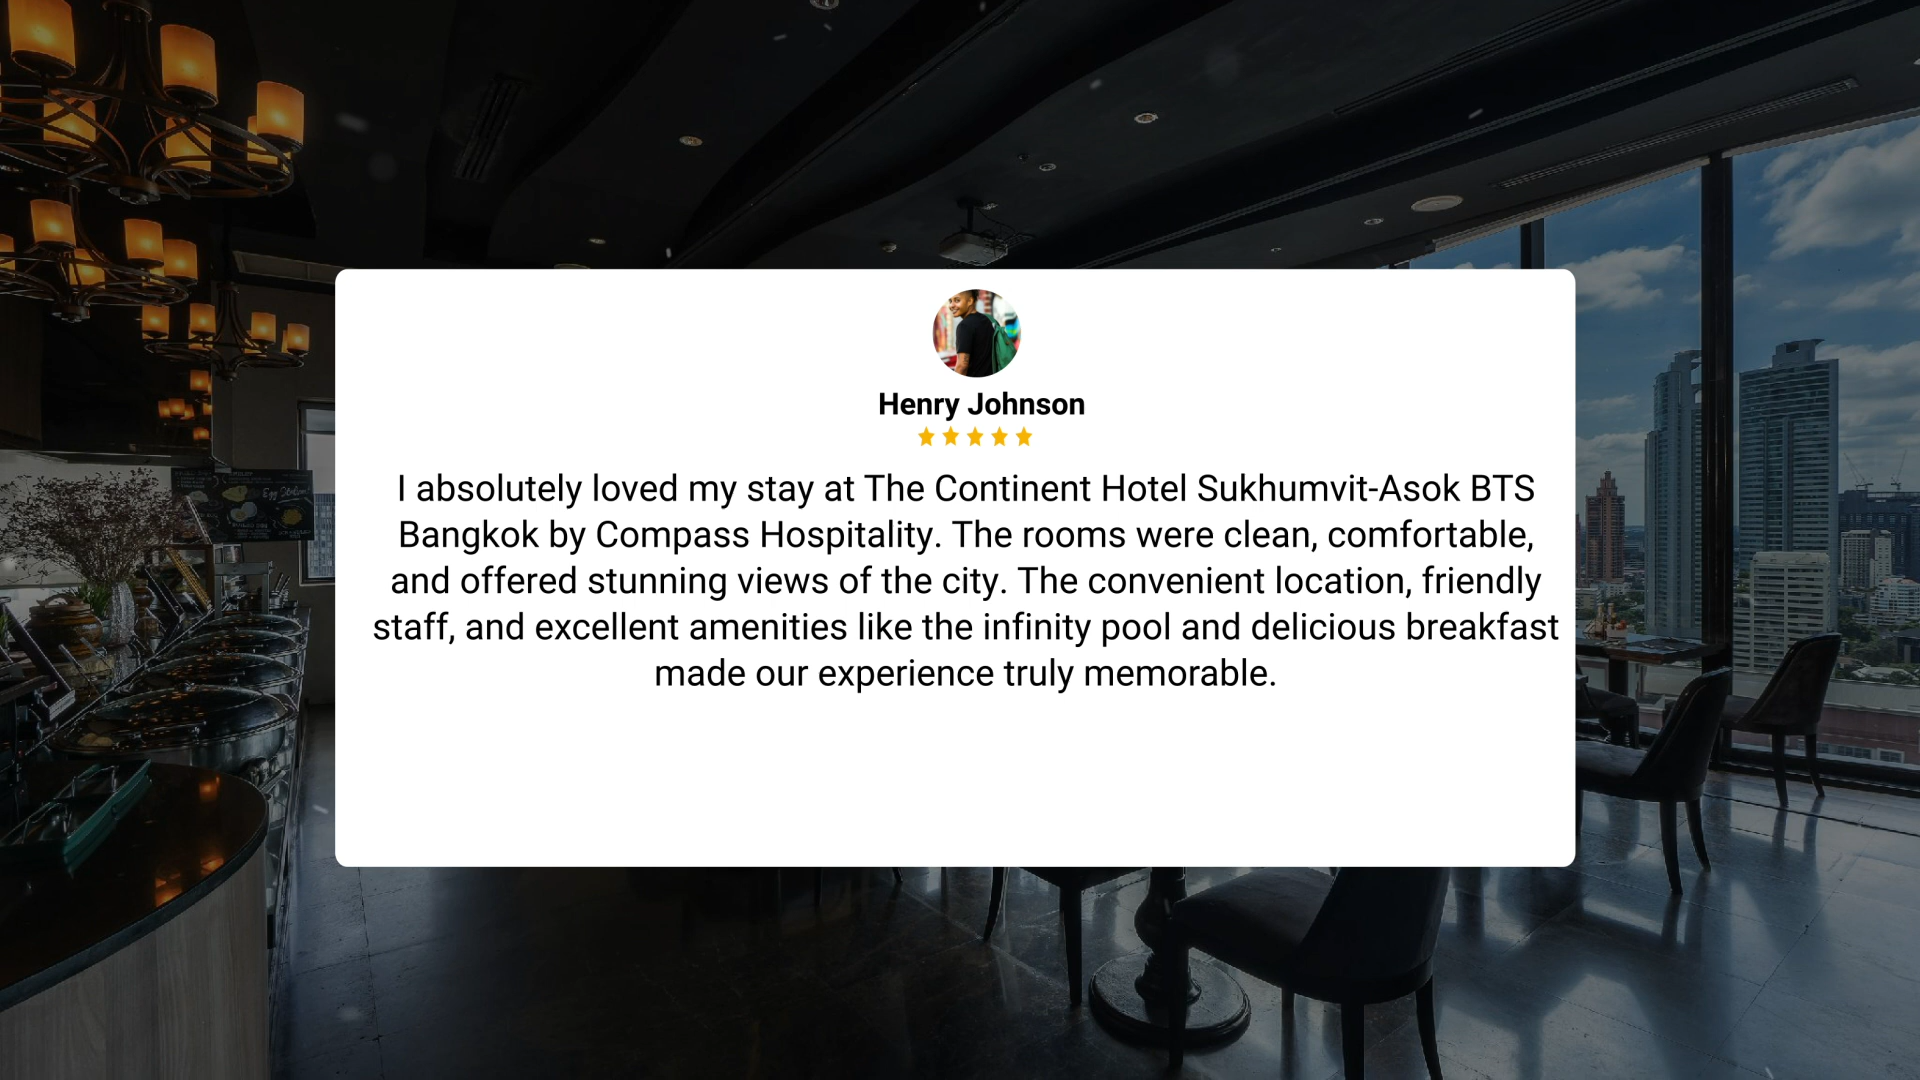 Henry Johnson
I absolutely loved my stay at The Continent Hotel Sukhumvit-Asok BTS
Bangkok by Compass Hospitality. The rooms were clean, comfortable,
and offered stunning views of the city. The convenient location, friendly
staff, and excellent amenities like the infinity pool and delicious breakfast
made our experience truly memorable.
Egg Station